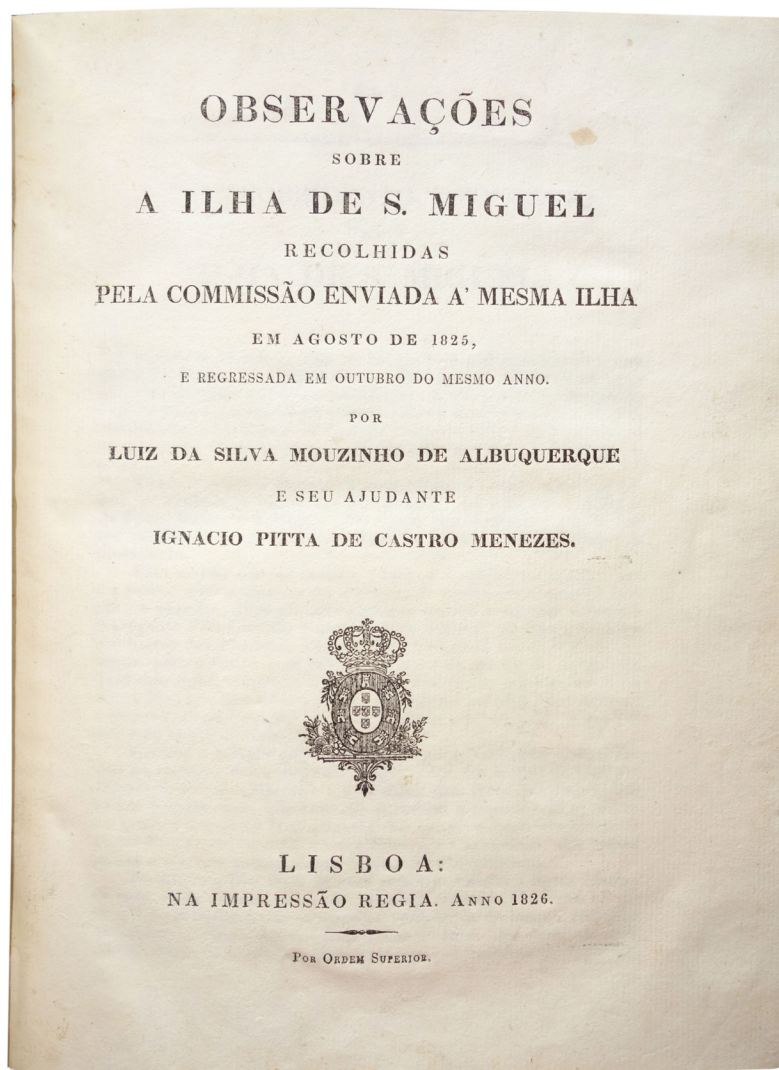 OBSERVAÇÕES
SOBRE
A ILHA DE S. MIGUEL
RECOLHIDAS
PELA COMMISSÃO ENVIADA A' MESMA ILHA
EM AGOSTO DE 1825,
E REGRESSADA EM OUTUBRO DO MESMO ANNO.
POR
LUIZ DA SILVA MOUZINHO DE ALBUQUERQUE
E SEU AJUDANTE
IGNACIO PITTA DE CASTRO MENEZES.
LISBOA:
NA IMPRESSÃO REGIA. ANNO 1826.
POR ORDEM SUPERIOR.